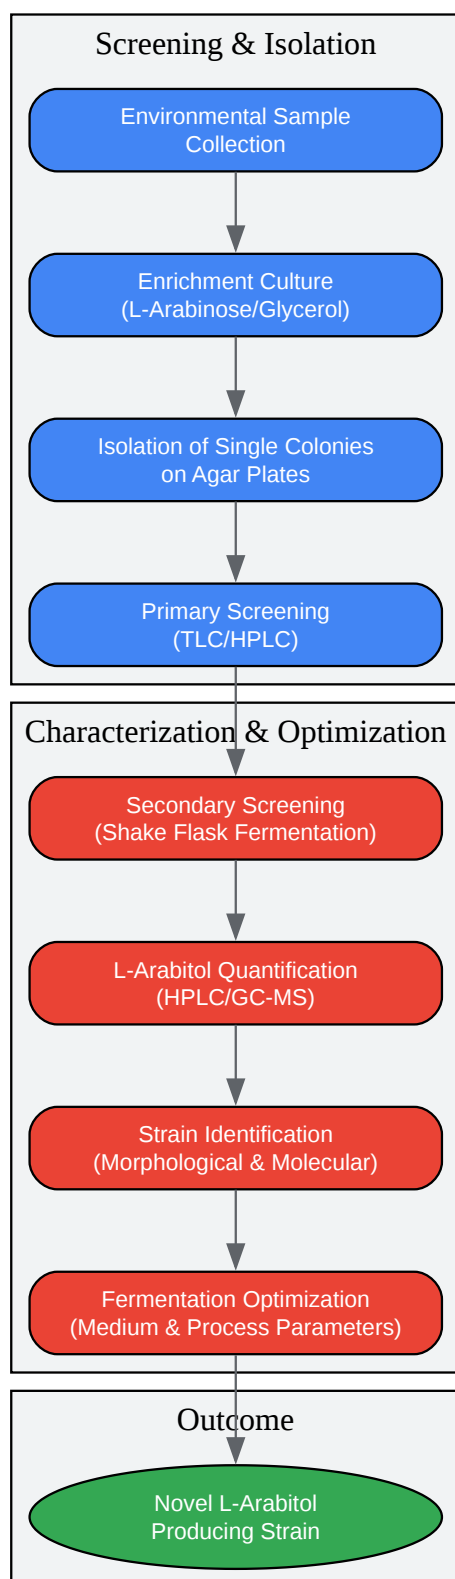 Screening & Isolation
Environmental Sample
Collection
Enrichment Culture
(L-Arabinose/Glycerol)
Isolation of Single Colonies
on Agar Plates
Primary Screening
(TLC/HPLC)
Characterization & Optimization
Secondary Screening
(Shake Flask Fermentation)
L-Arabitol Quantification
(HPLC/GC-MS)
Strain Identification
(Morphological & Molecular)
Fermentation Optimization
(Medium & Process Parameters)
Outcome
Novel L-Arabitol
Producing Strain